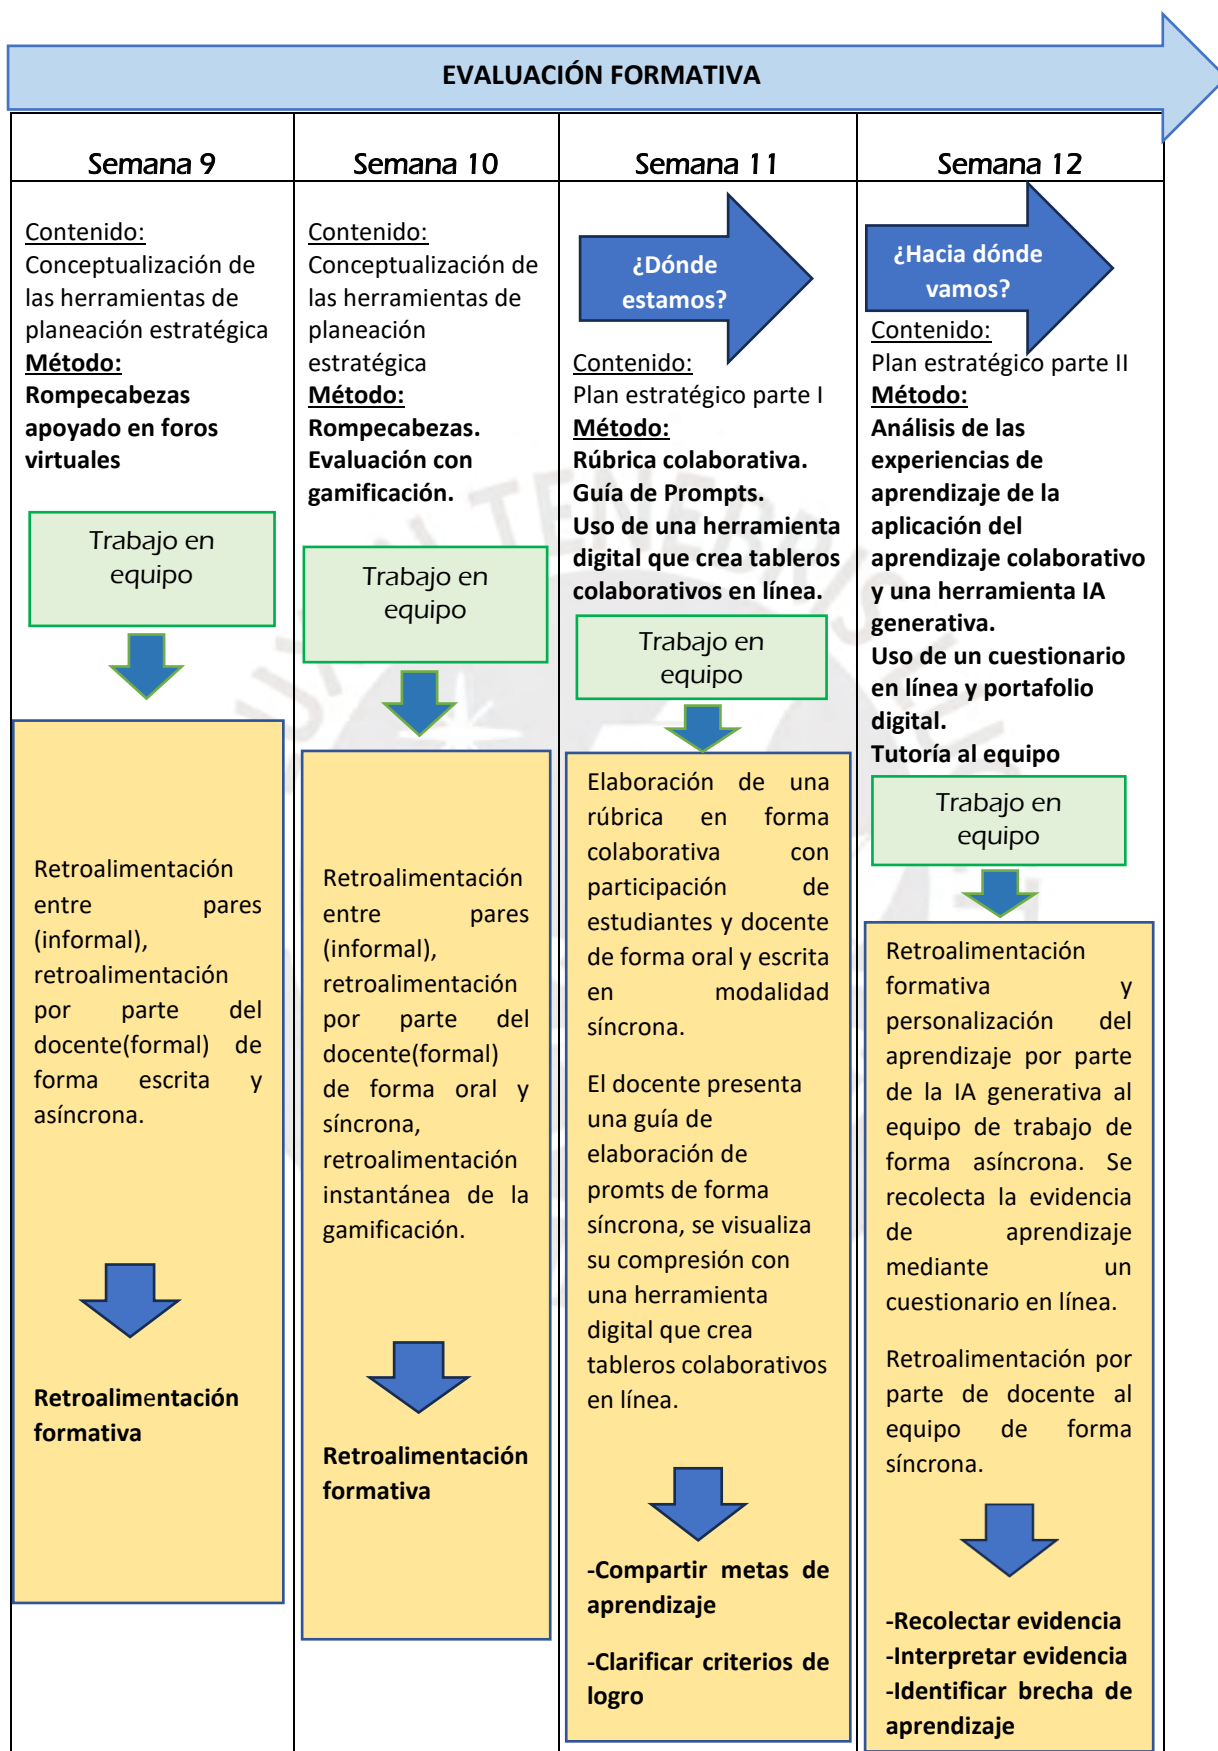 EVALUACIÓN FORMATIVA
Semana 9
Contenido:
Conceptualización de
las herramientas de
planeación estratégica
Método:
Rompecabezas
apoyado en foros
virtuales
Trabajo en
equipo
Retroalimentación
entre pares
(informal),
retroalimentación
por parte del
docente(formal) de
forma escrita y
asíncrona.
Retroalimentación
formativa
Semana 10
Contenido:
Conceptualización de
las herramientas de
planeación
estratégica
Método:
Rompecabezas.
Evaluación con
gamificación.
Trabajo en
equipo
Retroalimentación
entre pares
(informal),
retroalimentación
por parte del
docente(formal)
de forma oral y
síncrona,
retroalimentación
instantánea de la
gamificación.
Retroalimentación
formativa
Semana 11
¿Dónde
estamos?
Contenido:
Plan estratégico parte I
Método:
Rúbrica colaborativa.
Guía de Prompts.
Uso de una herramienta
digital que crea tableros
colaborativos en línea.
Trabajo en
equipo
Elaboración de una
rúbrica en forma
colaborativa con
participación de
estudiantes y docente
de forma oral y escrita
en modalidad
síncrona.
El docente presenta
una guía de
elaboración de
promts de forma
síncrona, se visualiza
su compresión con
una herramienta
digital que crea
tableros colaborativos
en línea.
-Compartir metas de
aprendizaje
-Clarificar criterios de
logro
Semana 12
¿Hacia dónde
vamos?
Contenido:
Plan estratégico parte II
Método:
Análisis de las
experiencias de
aprendizaje de la
aplicación del
aprendizaje colaborativo
y una herramienta IA
generativa.
Uso de un cuestionario
en línea y portafolio
digital.
Tutoría al equipo
Trabajo en
equipo
Retroalimentación
formativa y
personalización del
aprendizaje por parte
de la IA generativa al
equipo de trabajo de
forma asíncrona. Se
recolecta la evidencia
de aprendizaje
mediante un
cuestionario en línea.
Retroalimentación por
parte de docente al
equipo de forma
síncrona.
-Recolectar evidencia
-Interpretar evidencia
-Identificar brecha de
aprendizaje